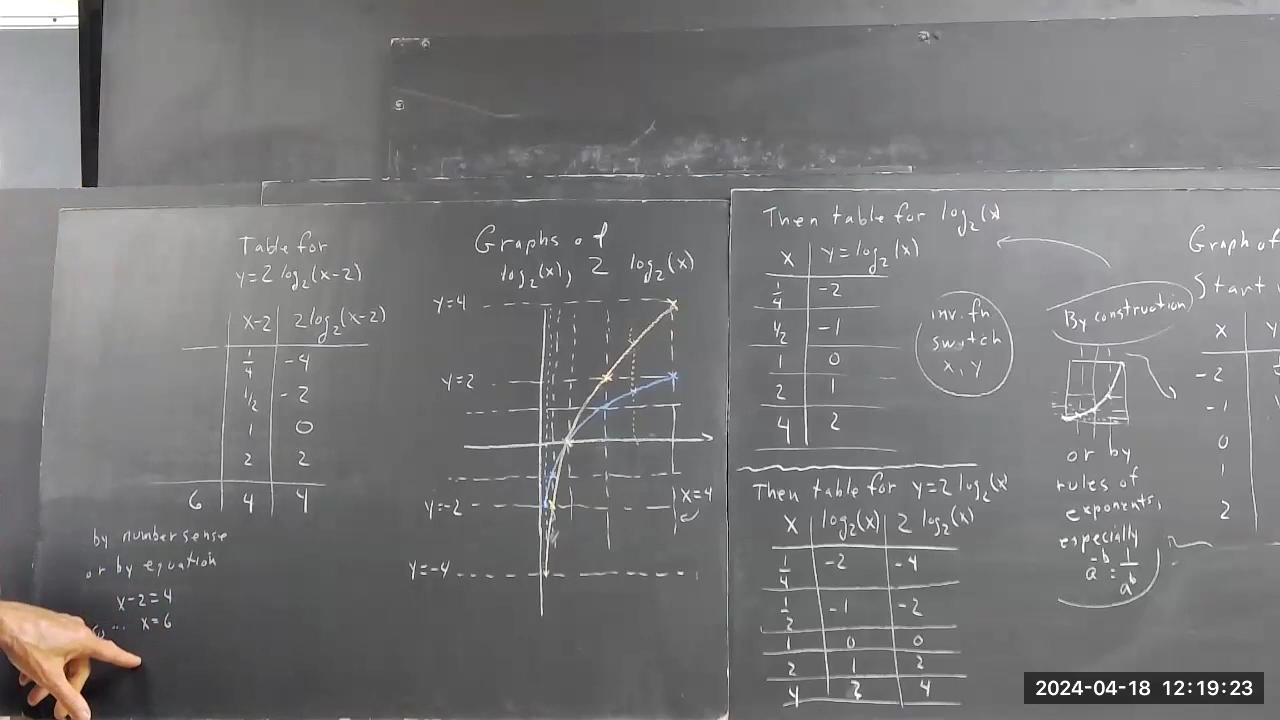 Table for
y=2 log₂(x-2)
x-2 | 2log₂(x-2)
1/4 | -4
1/2 | -2
1 | 0
2 | 2
6 | 4 | 4
by number sense
or by equation
x-2=4
x=6
Graphs of
log₂(x), 2 log₂(x)
y=4
y=2
y=-2
x=4
y=-4
Then table for log₂(x)
x | y=log₂(x)
1/4 | -2
1/2 | -1
1 | 0
2 | 1
4 | 2
inv. fn
switch
x, y
Then table for y=2 log₂(x)
x | log₂(x) | 2 log₂(x)
1/4 | -2 | -4
1/2 | -1 | -2
1 | 0 | 0
2 | 1 | 2
4 | 2 | 4
By construction
or by
rules of
exponents,
especially
a^-b = 1/a^b
Graph of
Start
x | y
-2
-1
0
1
2
2024-04-18 12:19:23